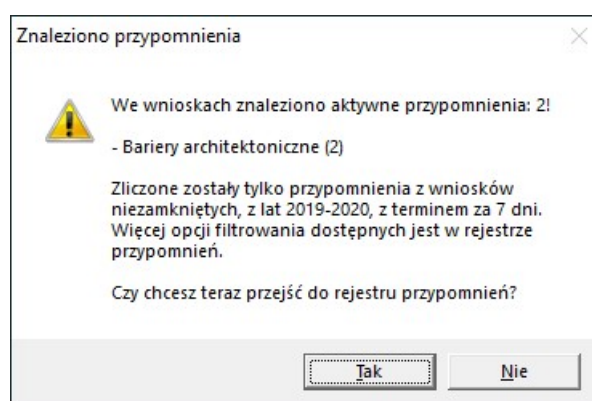 Znaleziono przypomnienia
We wnioskach znaleziono aktywne przypomnienia: 2!
- Bariery architektoniczne (2)
Zliczone zostały tylko przypomnienia z wniosków
niezamkniętych, z lat 2019-2020, z terminem za 7 dni.
Więcej opcji filtrowania dostępnych jest w rejestrze
przypomnień.
Czy chcesz teraz przejść do rejestru przypomnień?
Tak
Nie